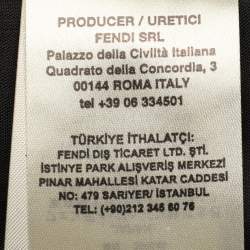 PRODUCER / URETICI
FENDI SRL
Palazzo della Civiltà Italiana
Quadrato della Concordia, 3
00144 ROMA ITALY
tel +39 06 334501
TÜRKİYE İTHALATÇI:
FENDI DIŞ TİCARET LTD. ŞTİ.
İSTİNYE PARK ALIŞVERİŞ MERKEZİ
PINAR MAHALLESİ KATAR CADDESİ
NO: 479 SARIYER/ İSTANBUL
TEL: (+90)212 345 60 76